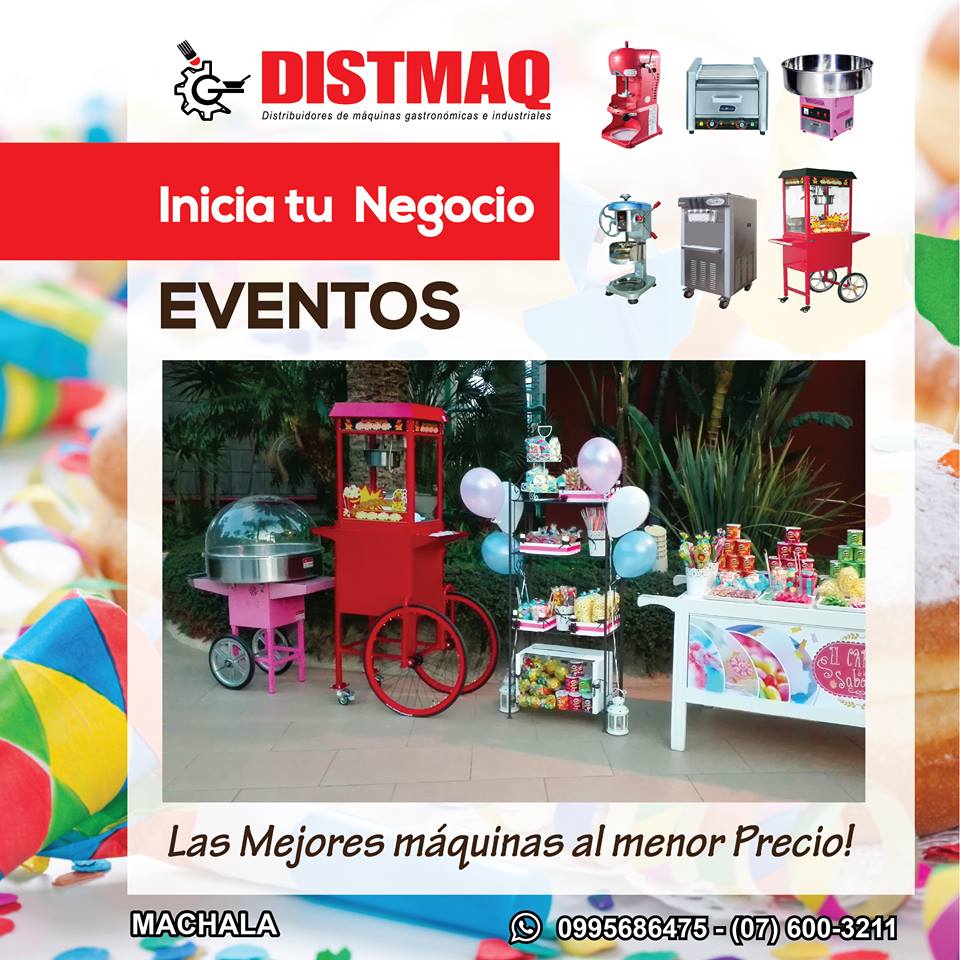 DISTMAQ
Distribuidores de máquinas gastronómicas e industriales
Inicia tu Negocio
EVENTOS
Las Mejores máquinas al menor Precio!
MACHALA
0995686475 - (07) 600-3211